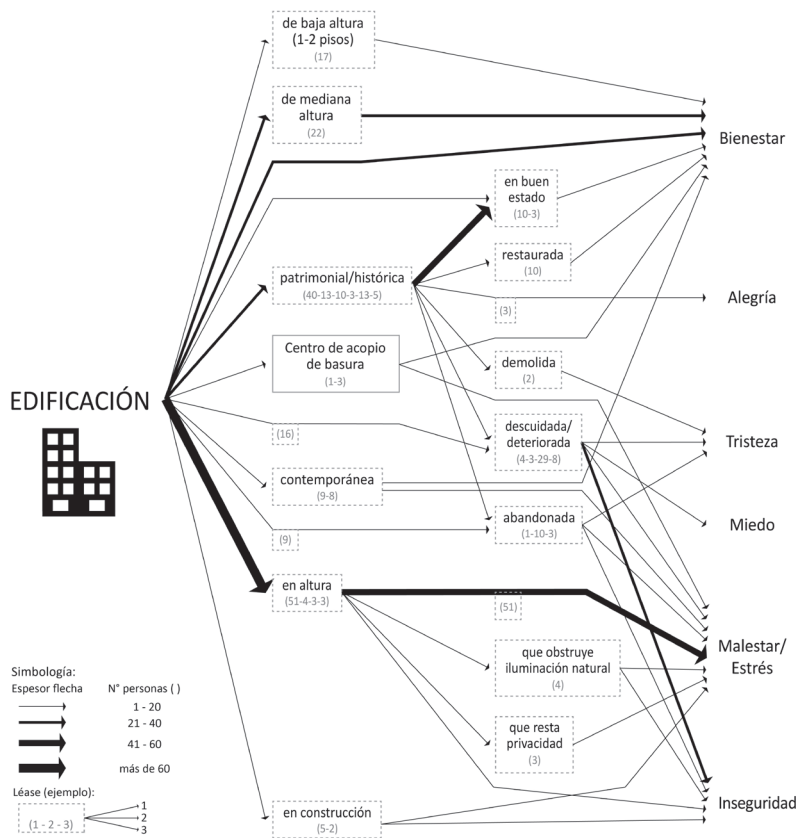 de baja altura
(1-2 pisos)
(17)
de mediana
altura
(22)
Bienestar
en buen
estado
(10-3)
patrimonial/histórica
(40-13-10-3-13-5)
restaurada
(10)
(3)
Alegría
Centro de acopio
de basura
(1-3)
demolida
(2)
EDIFICACIÓN
(16)
descuidada/
deteriorada
(4-3-29-8)
Tristeza
contemporánea
(9-8)
abandonada
(1-10-3)
Miedo
(9)
en altura
(51-4-3-3)
(51)
Malestar/
Estrés
que obstruye
iluminación natural
(4)
que resta
privacidad
(3)
en construcción
(5-2)
Inseguridad
Simbología:
Espesor flecha N° personas ( )
1 - 20
21 - 40
41 - 60
más de 60
Léase (ejemplo):
(1 - 2 - 3)
1
2
3